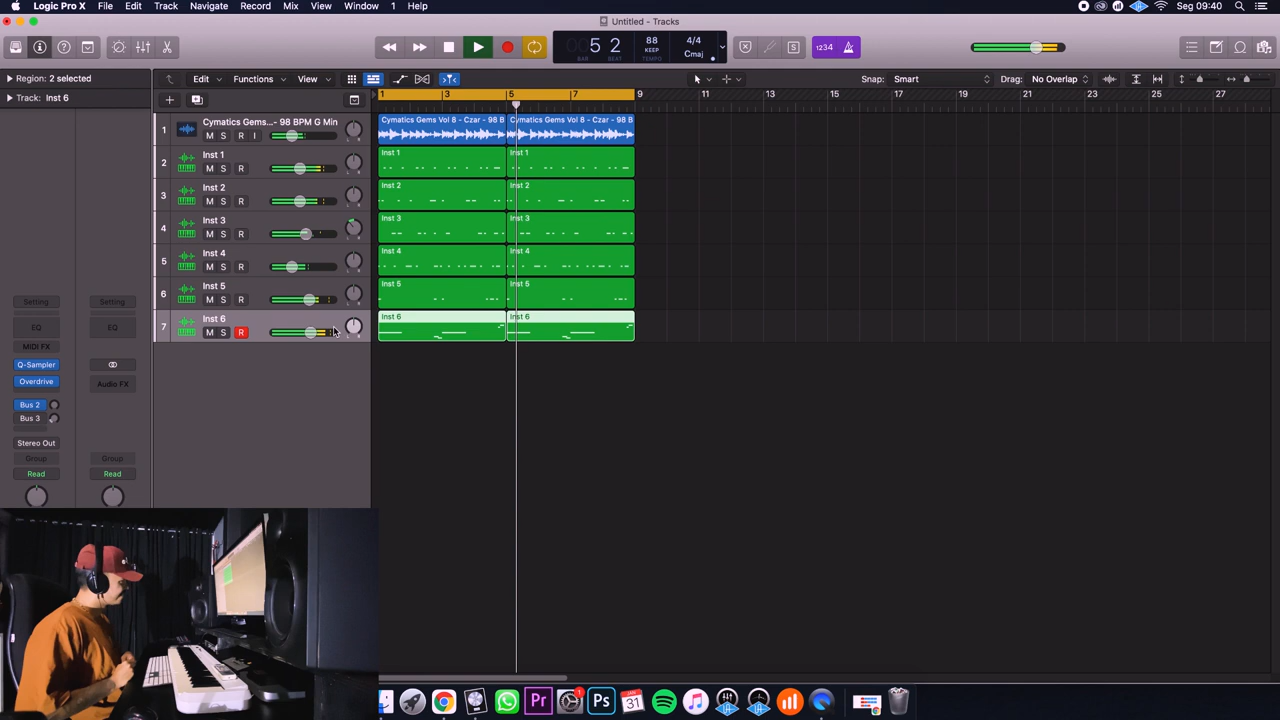 Logic Pro X File Edit Track Navigate Record Mix View Window 1 Help Seg 09:40
Untitled - Tracks
5 2 88 4/4
BAR BEAT KEEP TEMPO Cmaj
1234
Region: 2 selected
Edit Functions View Snap: Smart Drag: No Overlap
Track: Inst 6
1 3 5 7 9 11 13 15 17 19 21 23 25 27
1 Cymatics Gems...- 98 BPM G Min
M S R I
Cymatics Gems Vol 8 - Czar - 98 B
Cymatics Gems Vol 8 - Czar - 98 B
2 Inst 1
M S R
Inst 1 Inst 1
3 Inst 2
M S R
Inst 2 Inst 2
4 Inst 3
M S R
Inst 3 Inst 3
5 Inst 4
M S R
Inst 4 Inst 4
6 Inst 5
M S R
Inst 5 Inst 5
7 Inst 6
M S R
Inst 6 Inst 6
Setting Setting
EQ EQ
MIDI FX
Q-Sampler
Overdrive Audio FX
Bus 2
Bus 3
Stereo Out
Group Group
Read Read
Pr 1 Ps 31